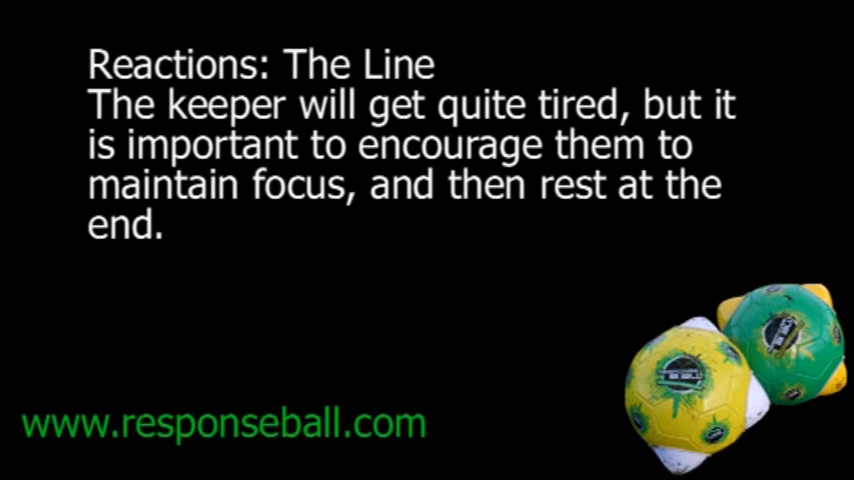 Reactions: The Line
The keeper will get quite tired, but it
is important to encourage them to
maintain focus, and then rest at the
end.
www.responseball.com